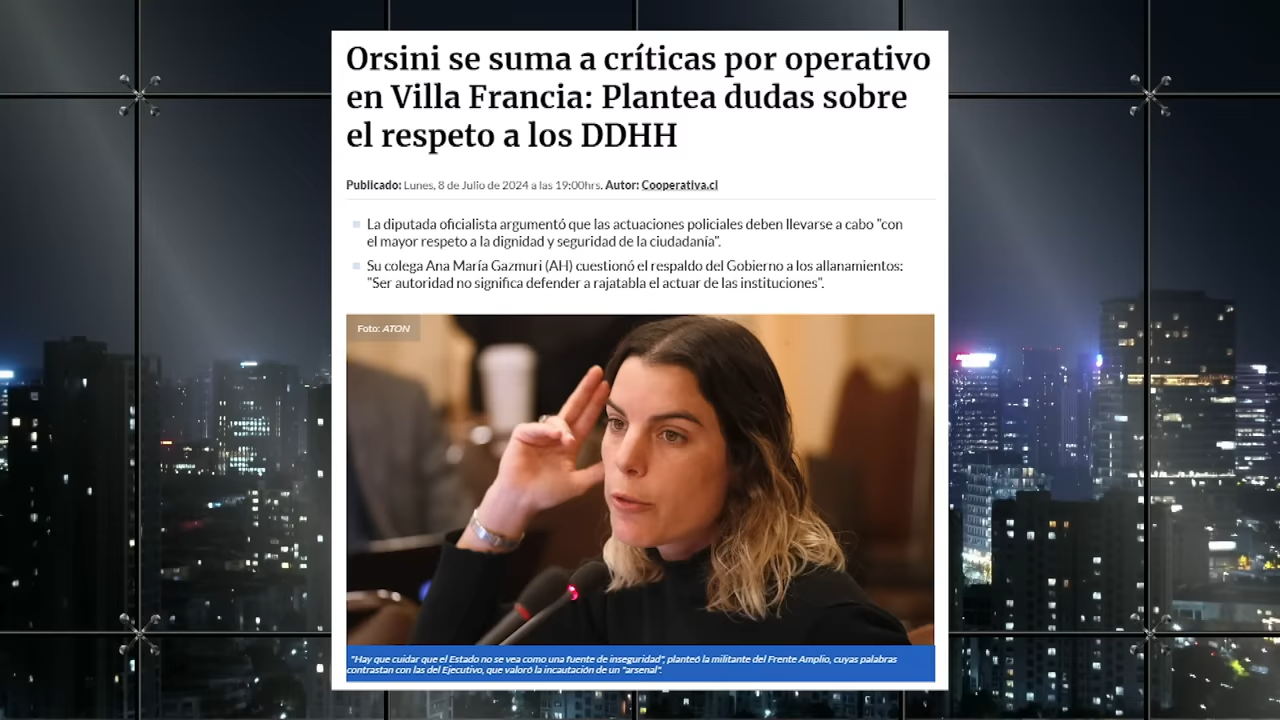 Orsini se suma a críticas por operativo
en Villa Francia: Plantea dudas sobre
el respeto a los DDHH
Publicado: Lunes, 8 de Julio de 2024 a las 19:00hrs. Autor: Cooperativa.cl
La diputada oficialista argumentó que las actuaciones policiales deben llevarse a cabo "con
el mayor respeto a la dignidad y seguridad de la ciudadanía".
Su colega Ana María Gazmuri (AH) cuestionó el respaldo del Gobierno a los allanamientos:
"Ser autoridad no significa defender a rajatabla el actuar de las instituciones".
Foto: ATON
"Hay que cuidar que el Estado no se vea como una fuente de inseguridad", planteó la militante del Frente Amplio, cuyas palabras
contrastan con las del Ejecutivo, que valoró la incautación de un "arsenal".